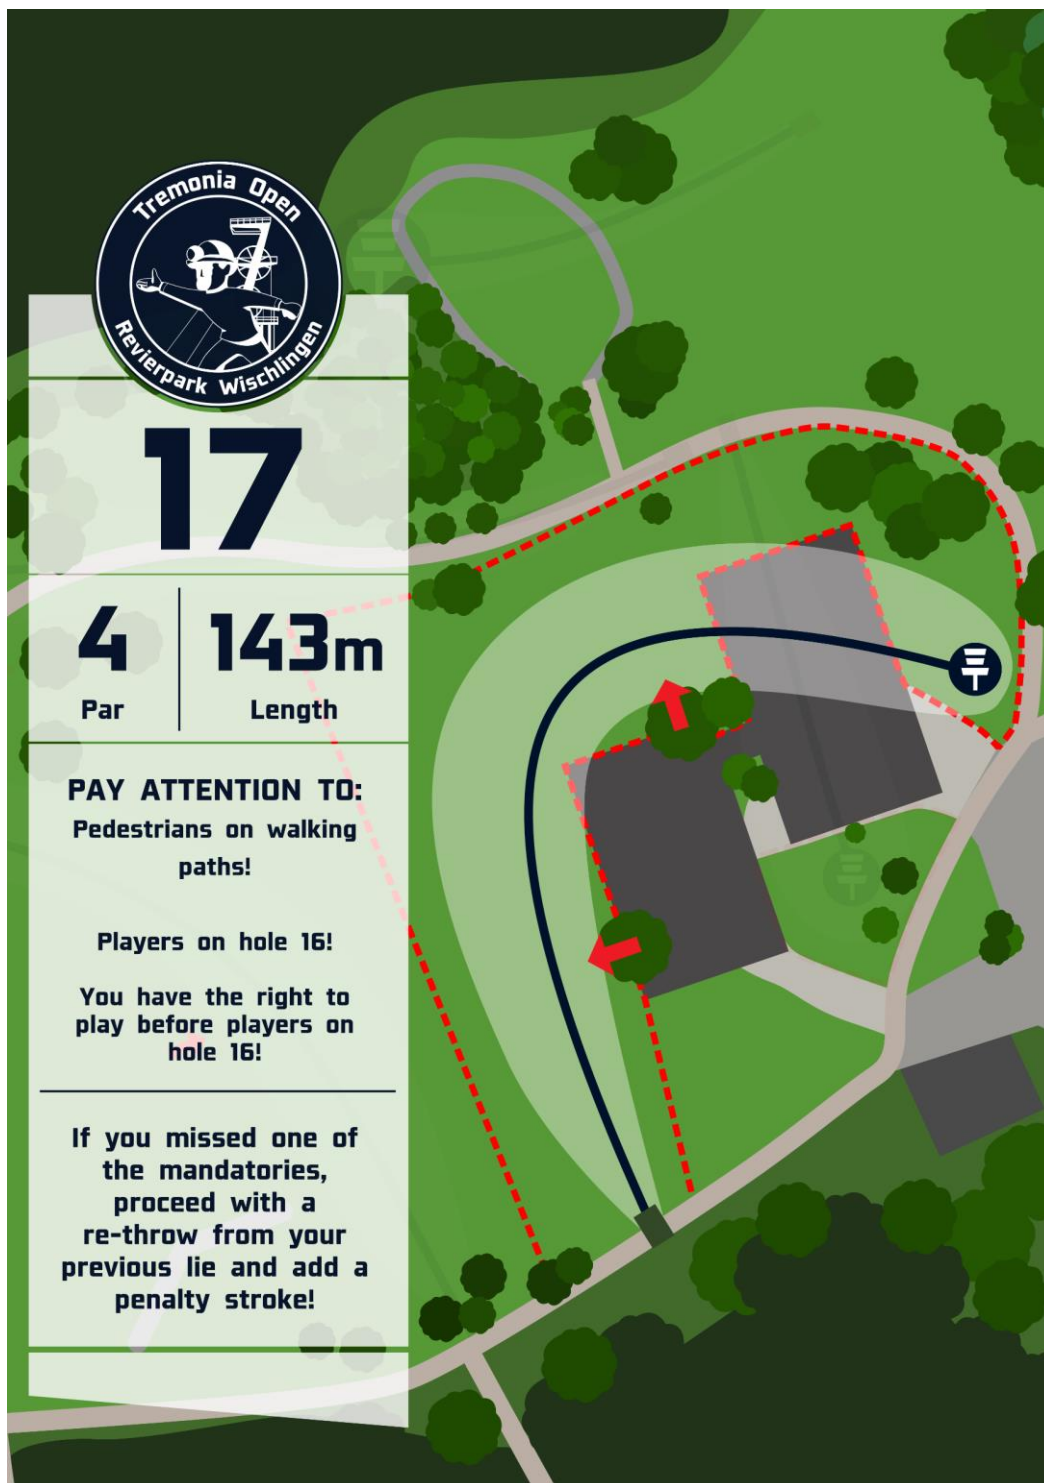 Tremonia Open
Revierpark Wischlingen
17
4
Par
143m
Length
PAY ATTENTION TO:
Pedestrians on walking
paths!
Players on hole 16!
You have the right to
play before players on
hole 16!
If you missed one of
the mandatories,
proceed with a
re-throw from your
previous lie and add a
penalty stroke!